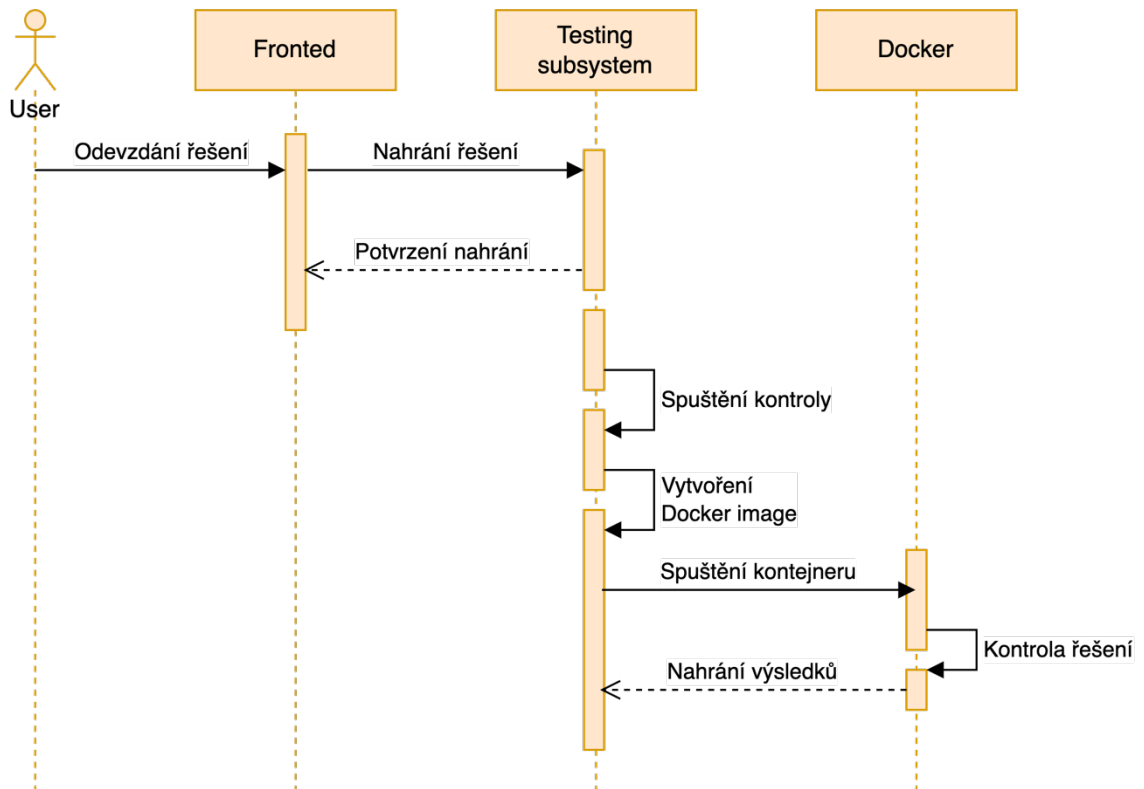 User
Fronted
Testing
subsystem
Docker
Odevzdání řešení
Nahrání řešení
Potvrzení nahrání
Spuštění kontroly
Vytvoření
Docker image
Spuštění kontejneru
Kontrola řešení
Nahrání výsledků